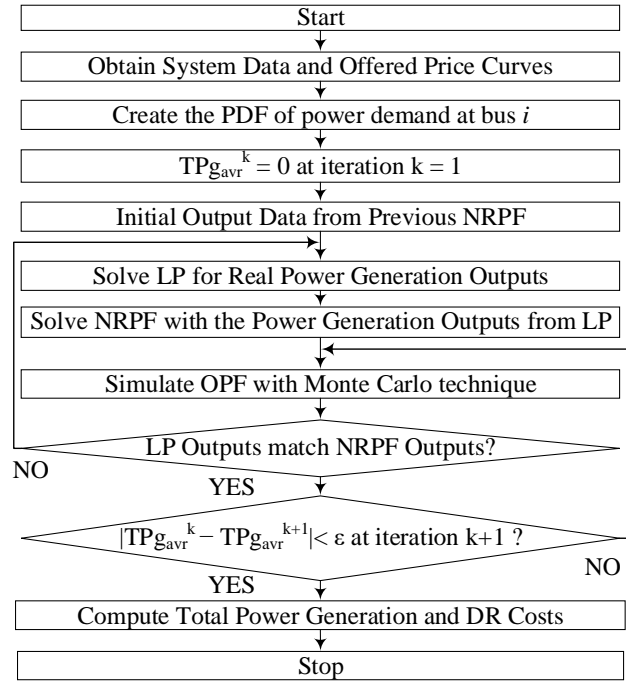 Start
Obtain System Data and Offered Price Curves
Create the PDF of power demand at bus i
TPgavr^k = 0 at iteration k = 1
Initial Output Data from Previous NRPF
Solve LP for Real Power Generation Outputs
Solve NRPF with the Power Generation Outputs from LP
Simulate OPF with Monte Carlo technique
LP Outputs match NRPF Outputs?
NO
YES
|TPgavr^k − TPgavr^k+1|< ε at iteration k+1 ?
NO
YES
Compute Total Power Generation and DR Costs
Stop